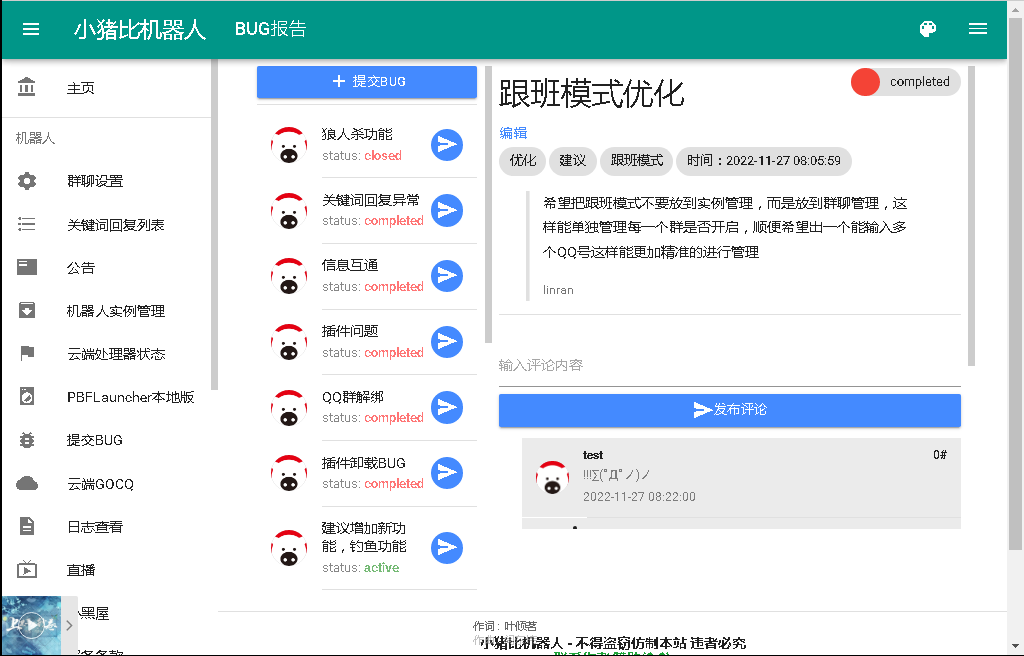 小猪比机器人
BUG报告
主页
机器人
群聊设置
关键词回复列表
公告
机器人实例管理
云端处理器状态
PBFLauncher本地版
提交BUG
云端GOCQ
日志查看
直播
小黑屋
提交BUG
狼人杀功能
status: closed
关键词回复异常
status: completed
信息互通
status: completed
插件问题
status: completed
QQ群解绑
status: completed
插件卸载BUG
status: completed
建议增加新功
能，钓鱼功能
status: active
跟班模式优化
completed
编辑
优化
建议
跟班模式
时间：2022-11-27 08:05:59
希望把跟班模式不要放到实例管理，而是放到群聊管理，这
样能单独管理每一个群是否开启，顺便希望出一个能输入多
个QQ号这样能更加精准的进行管理
linran
输入评论内容
发布评论
test
0#
!!!∑(ﾟДﾟノ)ノ
2022-11-27 08:22:00
小猪比机器人 - 不得盗窃仿制本站 违者必究